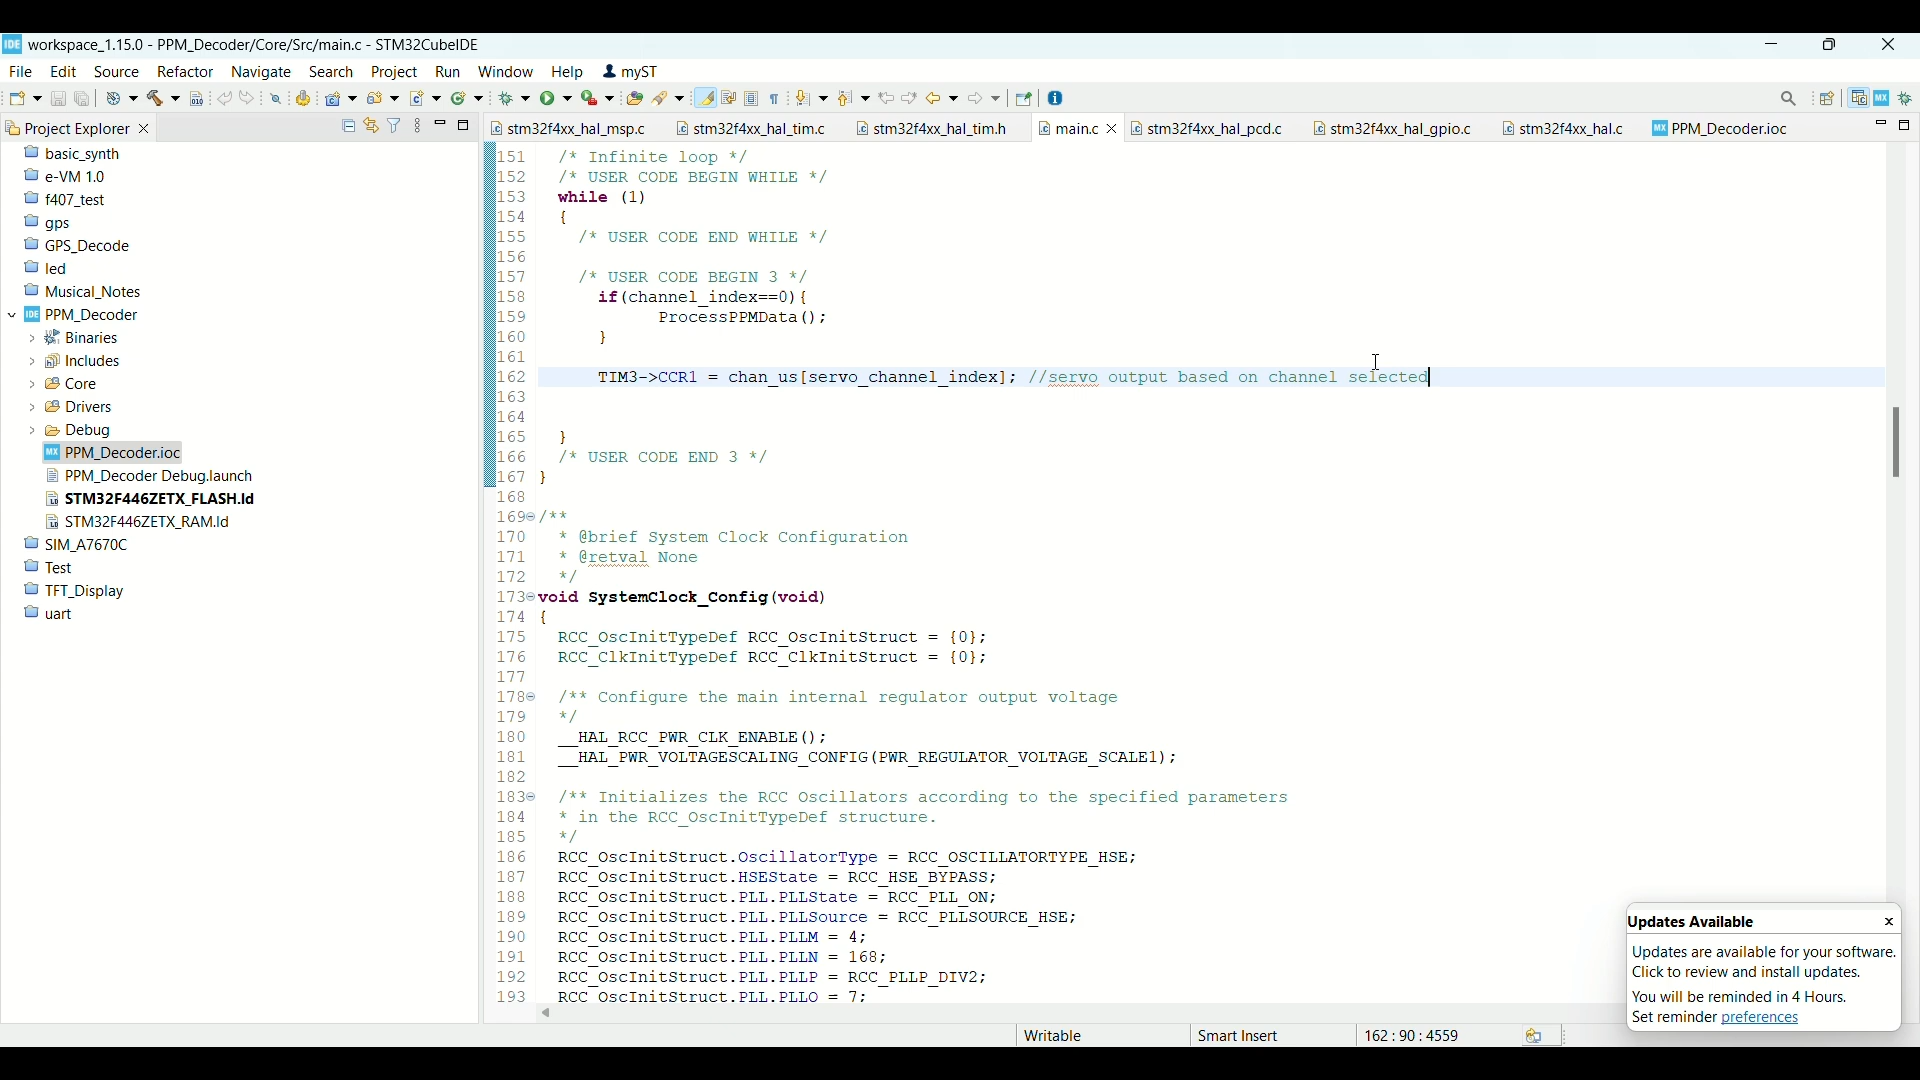 IDE workspace_1.15.0 - PPM_Decoder/Core/Src/main.c - STM32CubeIDE
File Edit Source Refactor Navigate Search Project Run Window Help myST
Project Explorer
basic_synth
e-VM 1.0
f407_test
gps
GPS_Decode
led
Musical_Notes
IDE PPM_Decoder
Binaries
Includes
Core
Drivers
Debug
MX PPM_Decoder.ioc
PPM_Decoder Debug.launch
STM32F446ZETX_FLASH.ld
STM32F446ZETX_RAM.ld
SIM_A7670C
Test
TFT_Display
uart
stm32f4xx_hal_msp.c stm32f4xx_hal_tim.c stm32f4xx_hal_tim.h main.c stm32f4xx_hal_pcd.c stm32f4xx_hal_gpio.c stm32f4xx_hal.c MX PPM_Decoder.ioc
151 /* Infinite loop */
152 /* USER CODE BEGIN WHILE */
153 while (1)
154 {
155 /* USER CODE END WHILE */
156
157 /* USER CODE BEGIN 3 */
158 if(channel_index==0){
159 ProcessPPMData();
160 }
161
162 TIM3->CCR1 = chan_us[servo_channel_index]; //servo output based on channel selected
163
164
165 }
166 /* USER CODE END 3 */
167 }
168
169 /**
170 * @brief System Clock Configuration
171 * @retval None
172 */
173 void SystemClock_Config(void)
174 {
175 RCC_OscInitTypeDef RCC_OscInitStruct = {0};
176 RCC_ClkInitTypeDef RCC_ClkInitStruct = {0};
177
178 /** Configure the main internal regulator output voltage
179 */
180 __HAL_RCC_PWR_CLK_ENABLE();
181 __HAL_PWR_VOLTAGESCALING_CONFIG(PWR_REGULATOR_VOLTAGE_SCALE1);
182
183 /** Initializes the RCC Oscillators according to the specified parameters
184 * in the RCC_OscInitTypeDef structure.
185 */
186 RCC_OscInitStruct.OscillatorType = RCC_OSCILLATORTYPE_HSE;
187 RCC_OscInitStruct.HSEState = RCC_HSE_BYPASS;
188 RCC_OscInitStruct.PLL.PLLState = RCC_PLL_ON;
189 RCC_OscInitStruct.PLL.PLLSource = RCC_PLLSOURCE_HSE;
190 RCC_OscInitStruct.PLL.PLLM = 4;
191 RCC_OscInitStruct.PLL.PLLN = 168;
192 RCC_OscInitStruct.PLL.PLLP = RCC_PLLP_DIV2;
193 RCC_OscInitStruct.PLL.PLLQ = 7;
Updates Available
Updates are available for your software.
Click to review and install updates.
You will be reminded in 4 Hours.
Set reminder preferences
Writable Smart Insert 162 : 90 : 4559